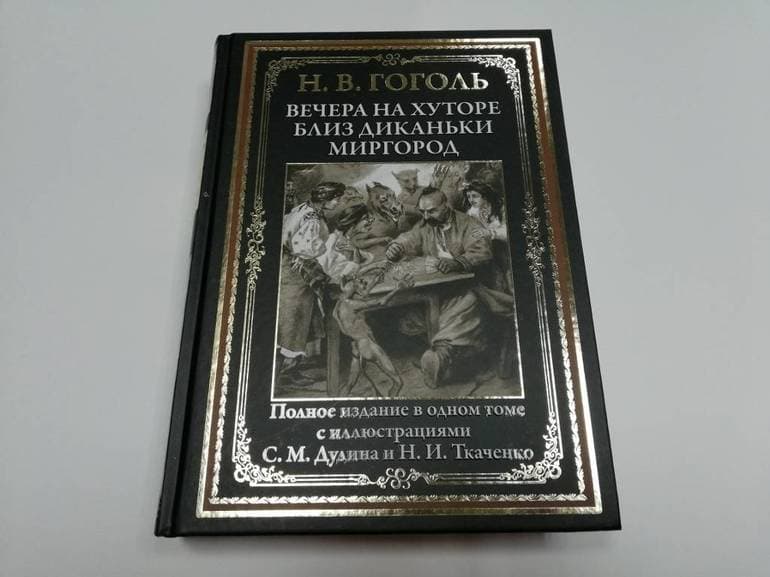 Н. В. ГОГОЛЬ
ВЕЧЕРА НА ХУТОРЕ
БЛИЗ ДИКАНЬКИ
МИРГОРОД
Полное издание в одном томе
с иллюстрациями
С. М. Дудина и Н. И. Ткаченко